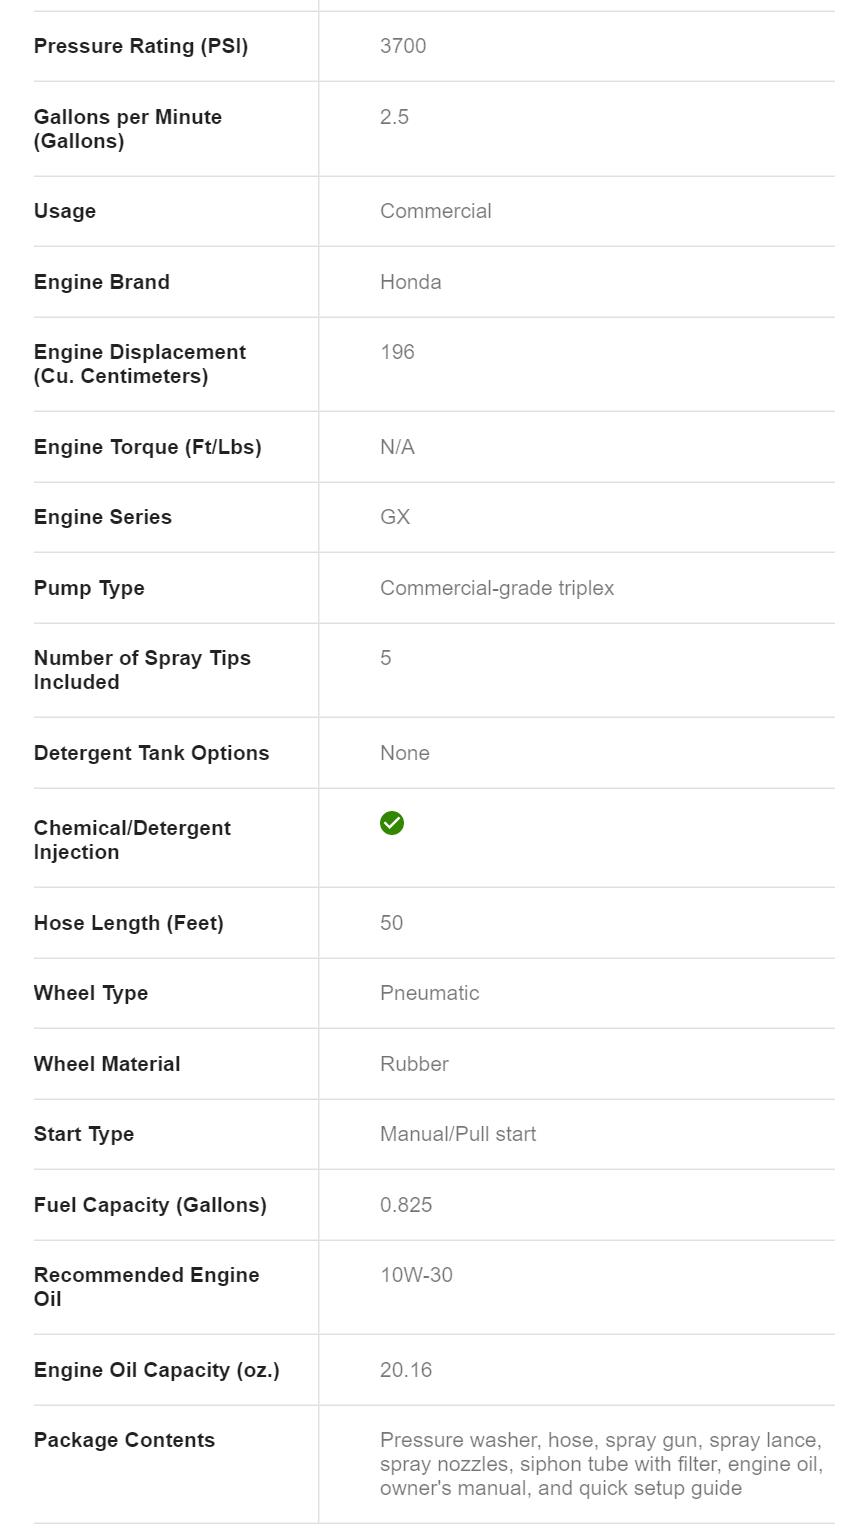 Pressure Rating (PSI) 3700
Gallons per Minute 2.5
(Gallons)
Usage Commercial
Engine Brand Honda
Engine Displacement 196
(Cu. Centimeters)
Engine Torque (Ft/Lbs) N/A
Engine Series GX
Pump Type Commercial-grade triplex
Number of Spray Tips 5
Included
Detergent Tank Options None
Chemical/Detergent
Injection
Hose Length (Feet) 50
Wheel Type Pneumatic
Wheel Material Rubber
Start Type Manual/Pull start
Fuel Capacity (Gallons) 0.825
Recommended Engine 10W-30
Oil
Engine Oil Capacity (oz.) 20.16
Package Contents Pressure washer, hose, spray gun, spray lance,
spray nozzles, siphon tube with filter, engine oil,
owner's manual, and quick setup guide